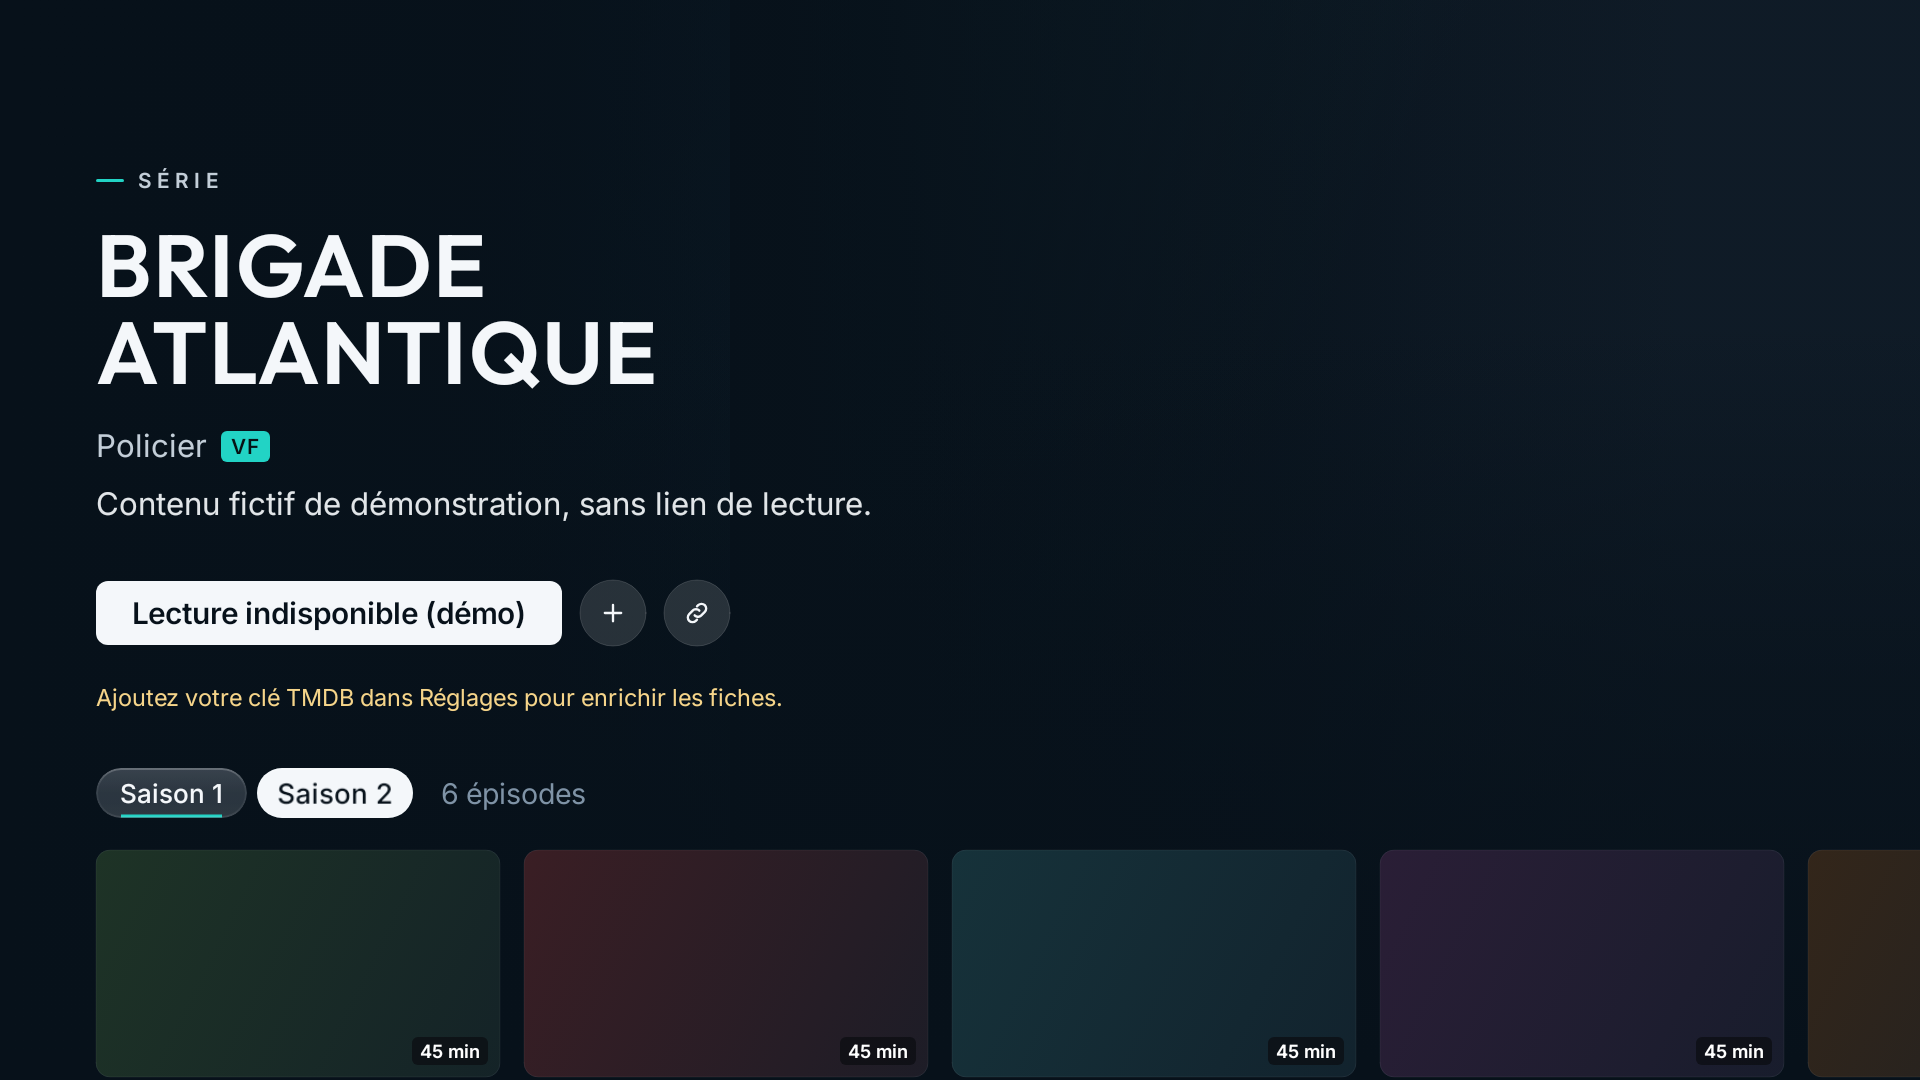 SÉRIE
BRIGADE
ATLANTIQUE
Policier VF
Contenu fictif de démonstration, sans lien de lecture.
Lecture indisponible (démo)
Ajoutez votre clé TMDB dans Réglages pour enrichir les fiches.
Saison 1 Saison 2 6 épisodes
45 min 45 min 45 min 45 min